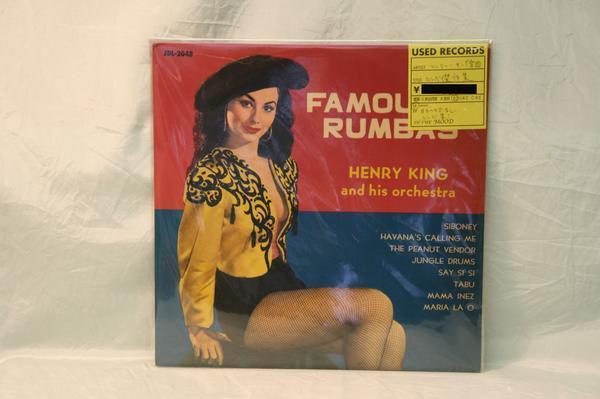 JDL-2048
USED RECORDS
FAMOU
RUMBAS
HENRY KING
and his orchestra
SIBONEY
HAVANA'S CALLING ME
THE PEANUT VENDOR
JUNGLE DRUMS
SAY SI SI
TABU
MAMA INEZ
MARIA LA O
¥
MOOD